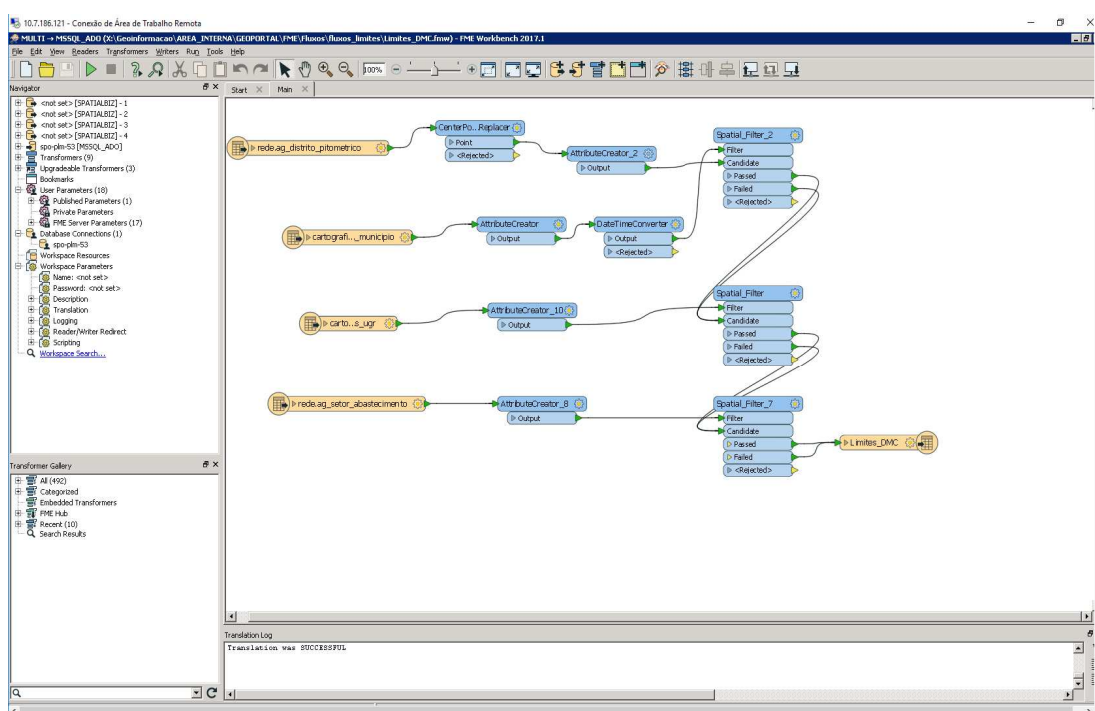 10.7.186.121 - Conexão de Área de Trabalho Remota
MULTI → MSSQL_ADO (X:\Geoinformacao\AREA_INTERNA\GEOPORTAL\FME\Fluxos\fluxos_limites\Limites_DMC.fmw) - FME Workbench 2017.1
File Edit View Readers Transformers Writers Run Tools Help
100%
Navigator
<not set> [SPATIALBIZ] - 1
<not set> [SPATIALBIZ] - 2
<not set> [SPATIALBIZ] - 3
<not set> [SPATIALBIZ] - 4
spo-plm-53 [MSSQL_ADO]
Transformers (9)
Upgradeable Transformers (3)
Bookmarks
User Parameters (18)
Published Parameters (1)
Private Parameters
FME Server Parameters (17)
Database Connections (1)
spo-plm-53
Workspace Resources
Workspace Parameters
Name: <not set>
Password: <not set>
Description
Translation
Logging
Reader/Writer Redirect
Scripting
Workspace Search...
Transformer Gallery
All (492)
Categorized
Embedded Transformers
FME Hub
Recent (10)
Search Results
Start
Main
rede.ag_distrito_pitometrico
CenterPo...Replacer
Point
<Rejected>
AttributeCreator_2
Output
Spatial_Filter_2
Filter
Candidate
Passed
Failed
<Rejected>
cartografi..._municipio
AttributeCreator
Output
DateTimeConverter
Output
<Rejected>
carto...s_ugr
AttributeCreator_10
Output
Spatial_Filter
Filter
Candidate
Passed
Failed
<Rejected>
rede.ag_setor_abastecimento
AttributeCreator_8
Output
Spatial_Filter_7
Filter
Candidate
Passed
Failed
<Rejected>
Limites_DMC
Translation Log
Translation was SUCCESSFUL